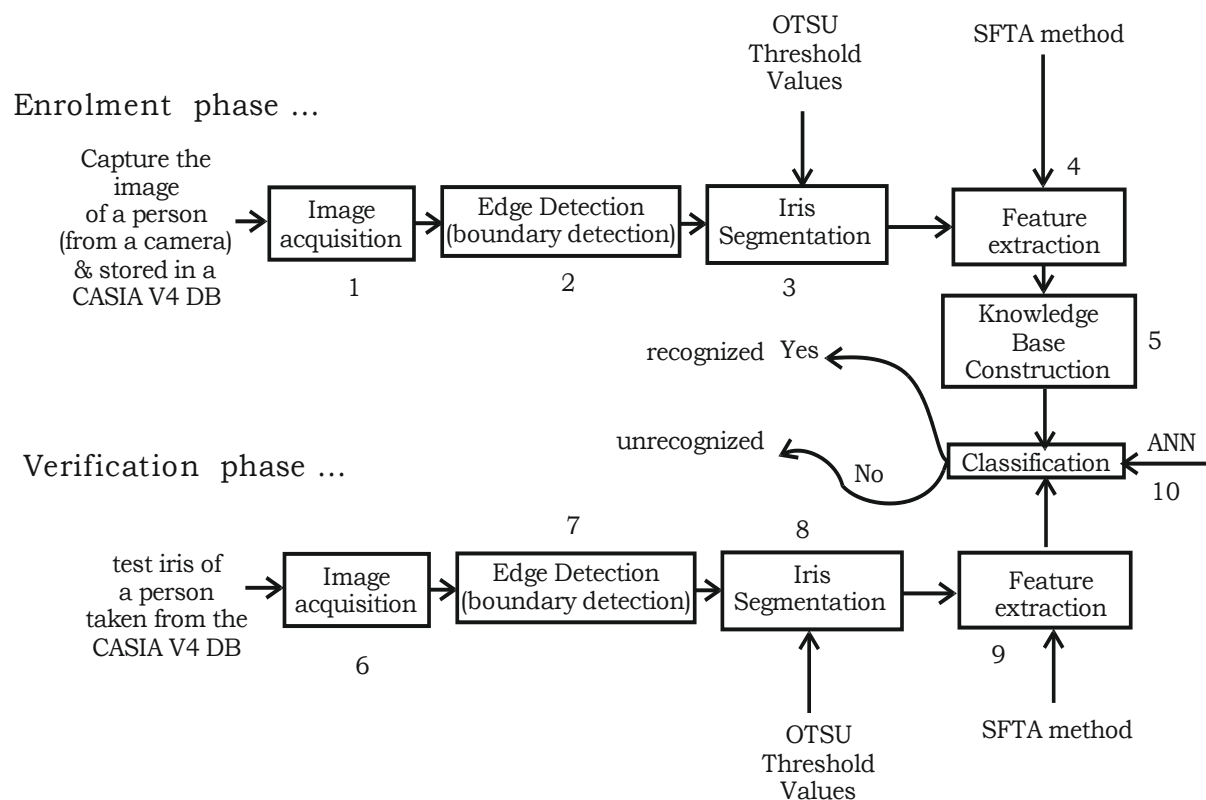 OTSU
Threshold
Values
SFTA method
Enrolment phase ...
Capture the
image
of a person
(from a camera)
& stored in a
CASIA V4 DB
Image
acquisition
1
Edge Detection
(boundary detection)
2
Iris
Segmentation
3
4
Feature
extraction
Knowledge
Base
Construction
5
recognized Yes
unrecognized
No
Classification
ANN
10
Verification phase ...
test iris of
a person
taken from the
CASIA V4 DB
Image
acquisition
6
7
Edge Detection
(boundary detection)
8
Iris
Segmentation
Feature
extraction
9
OTSU
Threshold
Values
SFTA method